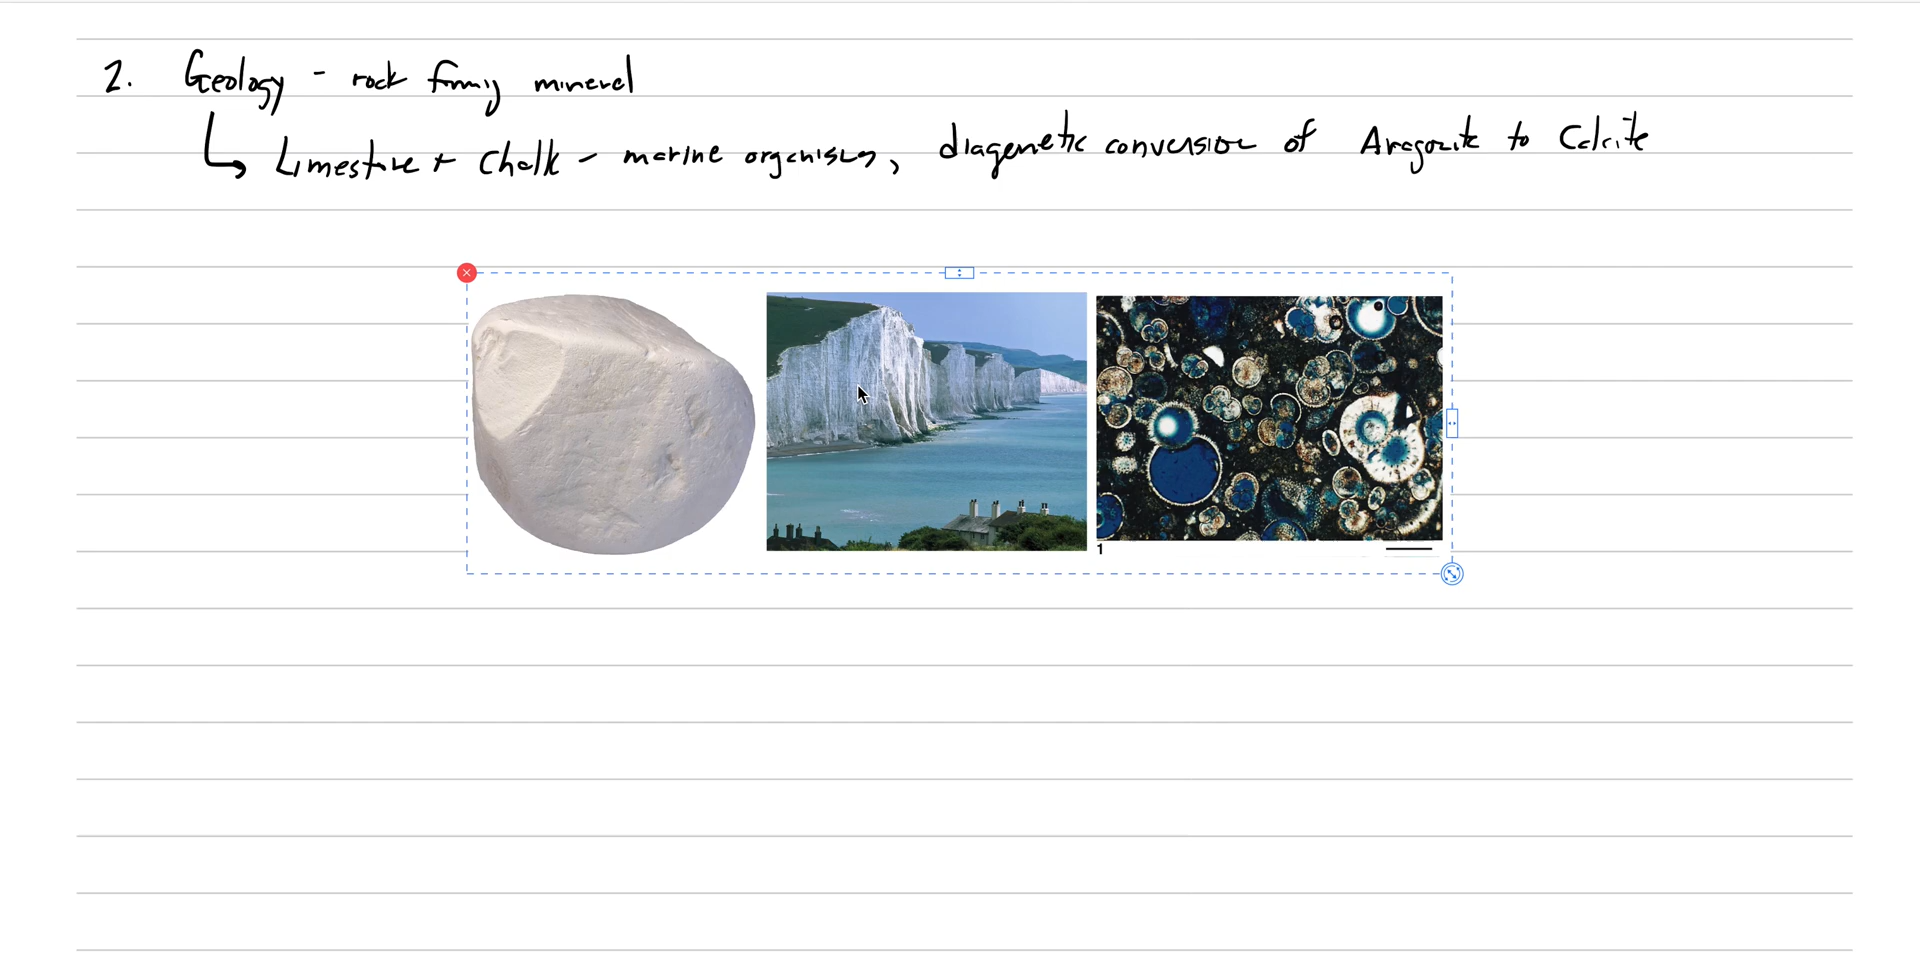 2. Geology - rock forming mineral
Limestone + Chalk - marine organisms, diagenetic conversion of Aragonite to Calcite
1